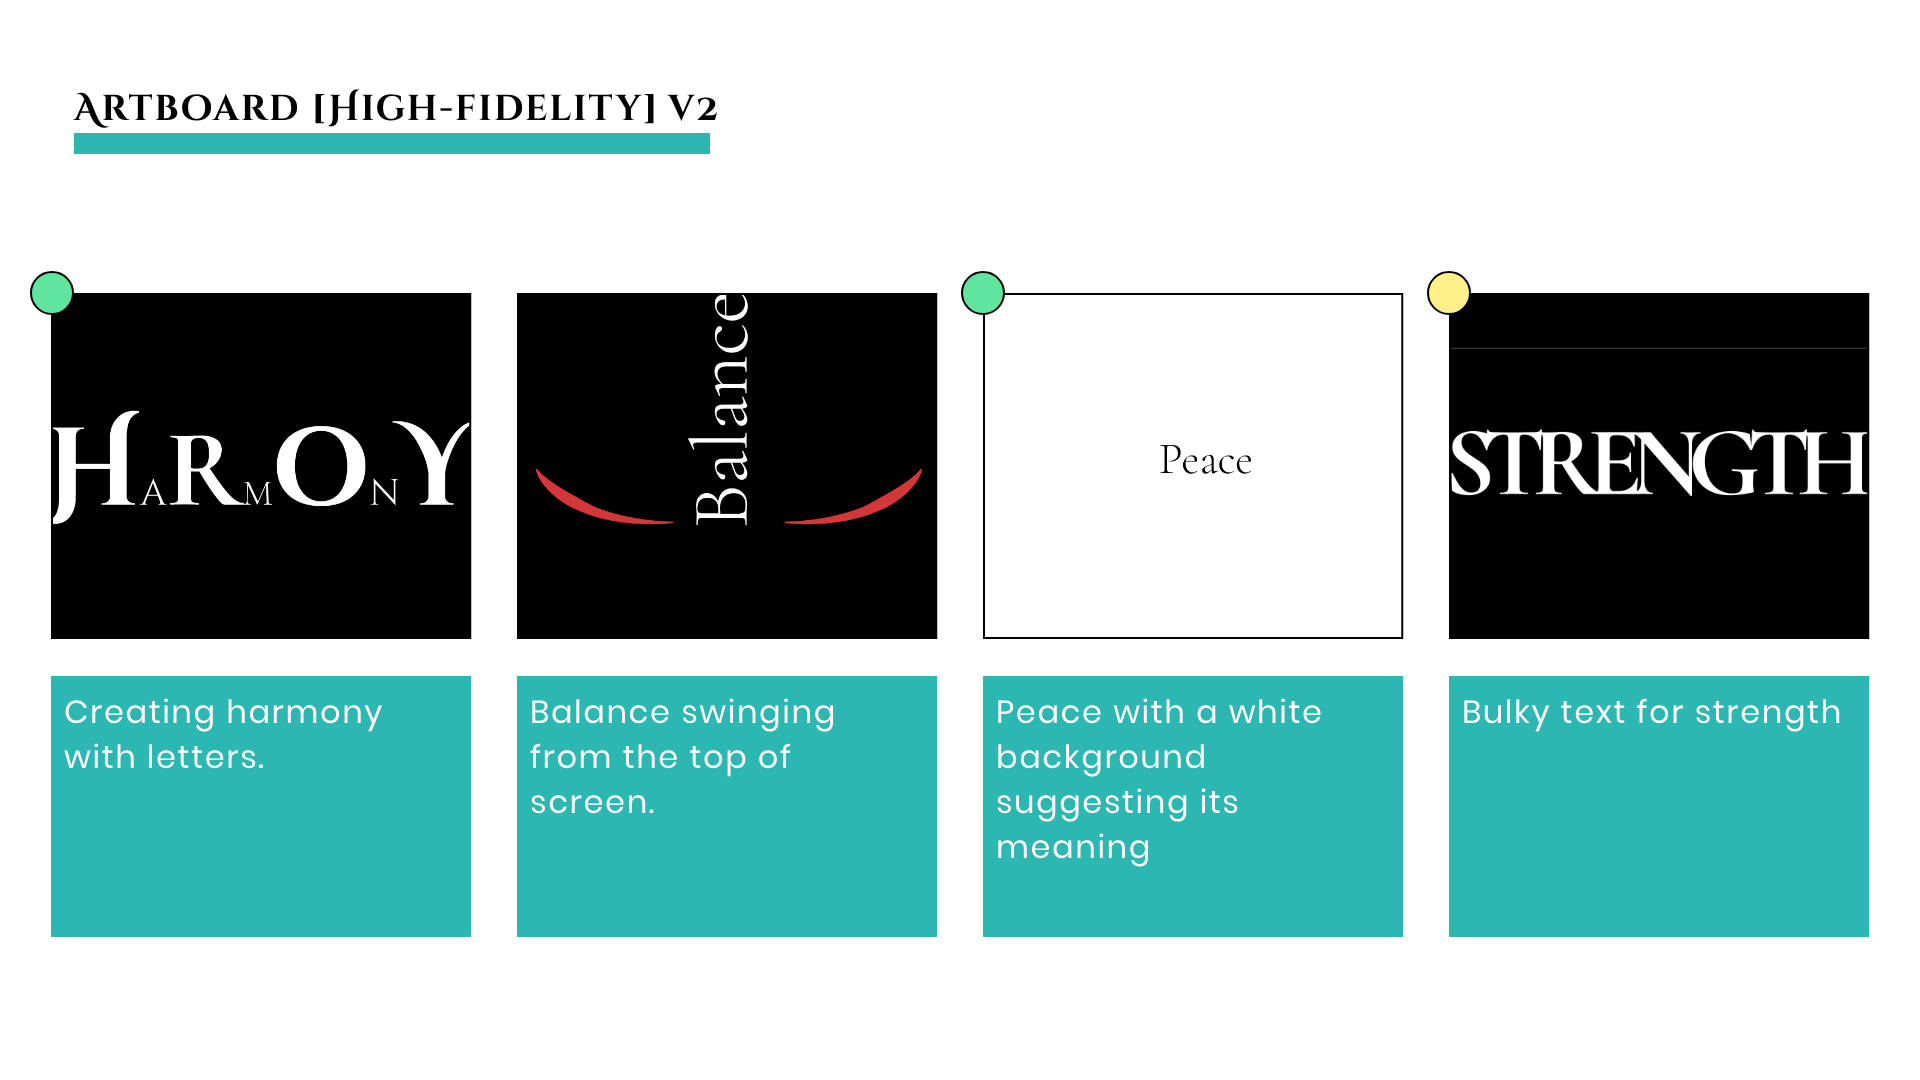 ARTBOARD [HIGH-FIDELITY] V2
HARMONY
Balance
Peace
STRENGTH
Creating harmony
with letters.
Balance swinging
from the top of
screen.
Peace with a white
background
suggesting its
meaning
Bulky text for strength